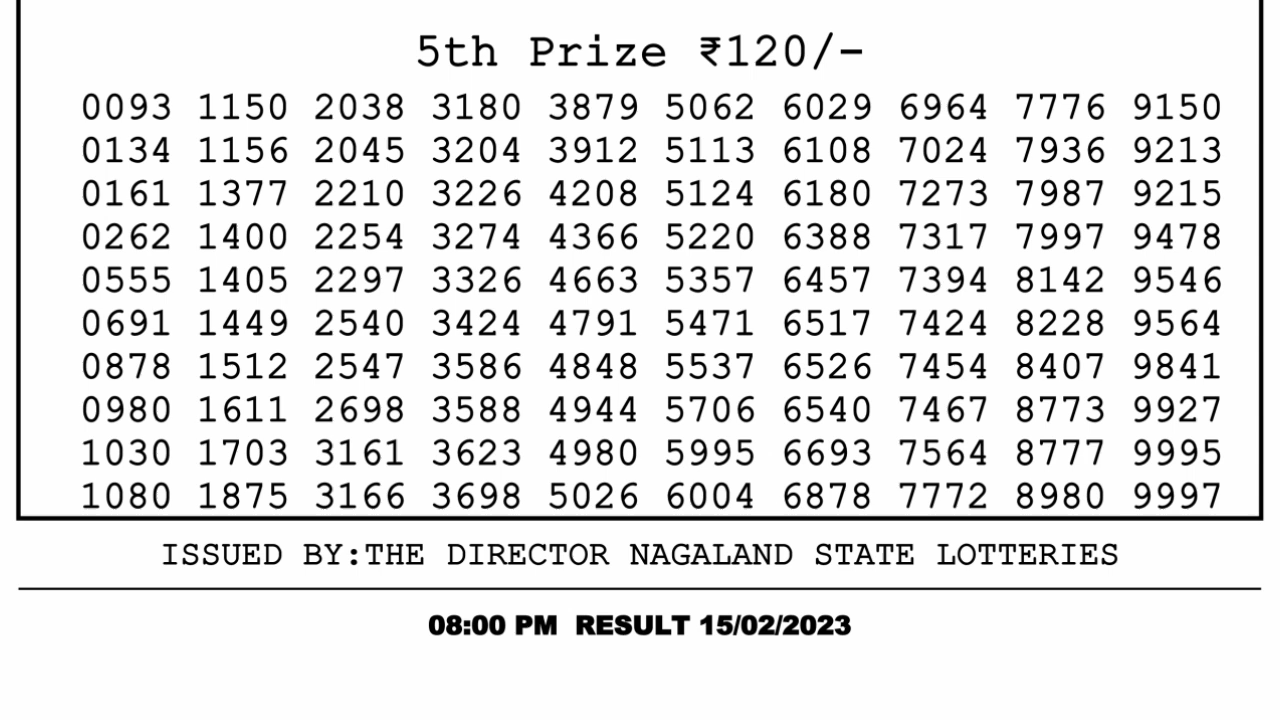 5th Prize ₹120/-
0093 1150 2038 3180 3879 5062 6029 6964 7776 9150
0134 1156 2045 3204 3912 5113 6108 7024 7936 9213
0161 1377 2210 3226 4208 5124 6180 7273 7987 9215
0262 1400 2254 3274 4366 5220 6388 7317 7997 9478
0555 1405 2297 3326 4663 5357 6457 7394 8142 9546
0691 1449 2540 3424 4791 5471 6517 7424 8228 9564
0878 1512 2547 3586 4848 5537 6526 7454 8407 9841
0980 1611 2698 3588 4944 5706 6540 7467 8773 9927
1030 1703 3161 3623 4980 5995 6693 7564 8777 9995
1080 1875 3166 3698 5026 6004 6878 7772 8980 9997
ISSUED BY:THE DIRECTOR NAGALAND STATE LOTTERIES
08:00 PM RESULT 15/02/2023